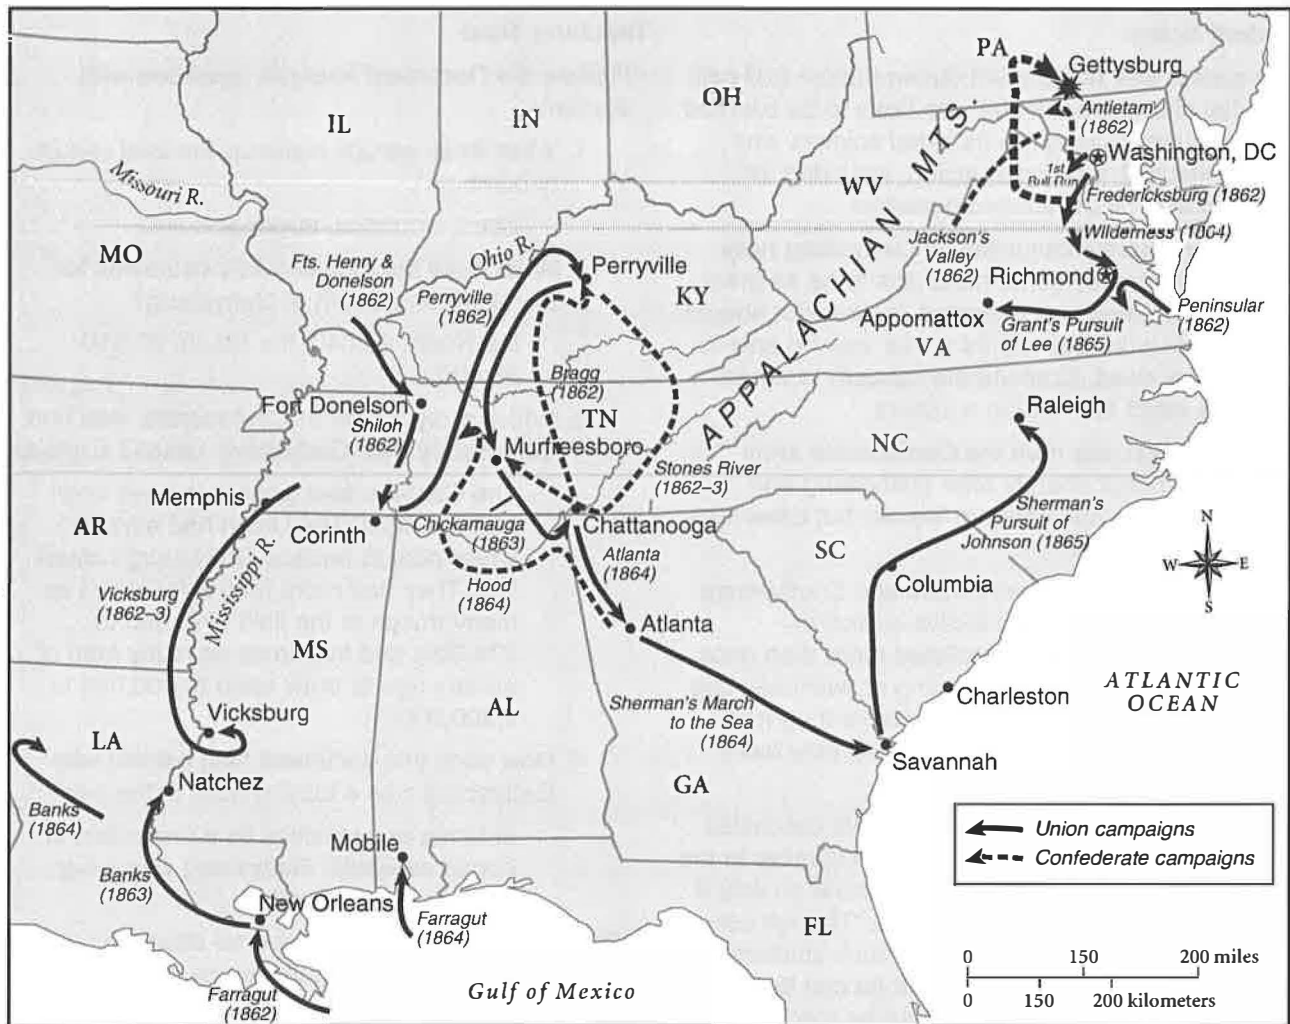 PA
Gettysburg
OH
IN
IL
Antietam
(1862)
Washington, DC
1st
Bull Run
Fredericksburg (1862)
Wilderness (1864)
WV
Missouri R.
MO
Jackson's
Valley
(1862)
Richmond
Peninsular
(1862)
Appomattox
Grant's Pursuit
of Lee (1865)
VA
Fts. Henry &
Donelson
(1862)
Ohio R.
Perryville
Perryville
(1862)
KY
APPALACHIAN MTS.
Bragg
(1862)
TN
Fort Donelson
Shiloh
(1862)
Murfreesboro
Stones River
(1862–3)
Raleigh
NC
Memphis
AR
Corinth
Chickamauga
(1863)
Chattanooga
Sherman's
Pursuit of
Johnson (1865)
SC
Columbia
N
W E
S
Atlanta
(1864)
Hood
(1864)
Vicksburg
(1862–3)
Mississippi R.
MS
Atlanta
AL
Sherman's March
to the Sea
(1864)
Charleston
ATLANTIC
OCEAN
Vicksburg
LA
Savannah
GA
Natchez
Banks
(1864)
Mobile
Banks
(1863)
New Orleans
Farragut
(1864)
FL
Farragut
(1862)
Gulf of Mexico
Union campaigns
Confederate campaigns
0 150 200 miles
0 150 200 kilometers